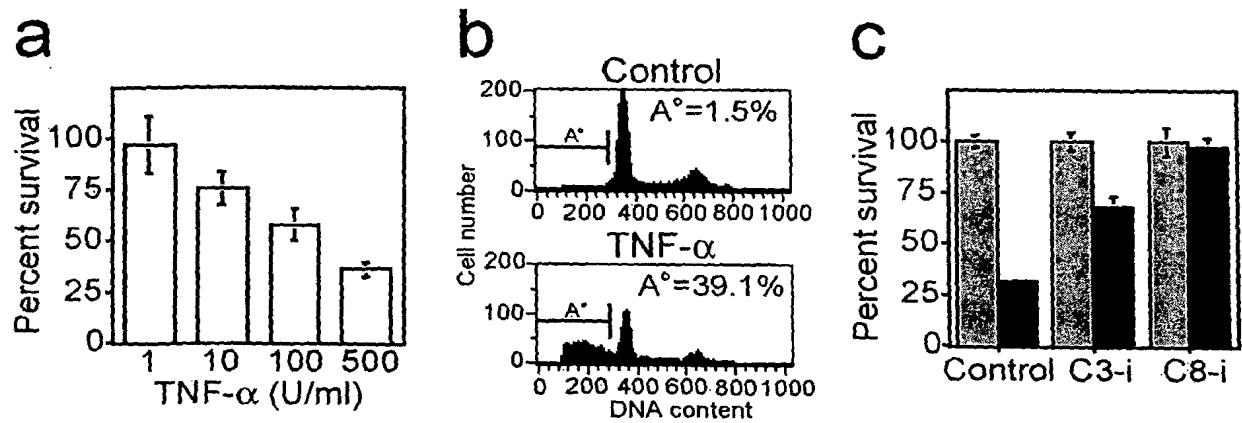 a
Percent survival
100
75
50
25
0
1 10 100 500
TNF-α (U/ml)
b
Control
Cell number
200
100
0
A°
A°=1.5%
0 200 400 600 800 1000
TNF-α
200
100
0
A°
A°=39.1%
0 200 400 600 800 1000
DNA content
c
Percent survival
100
75
50
25
0
Control C3-i C8-i